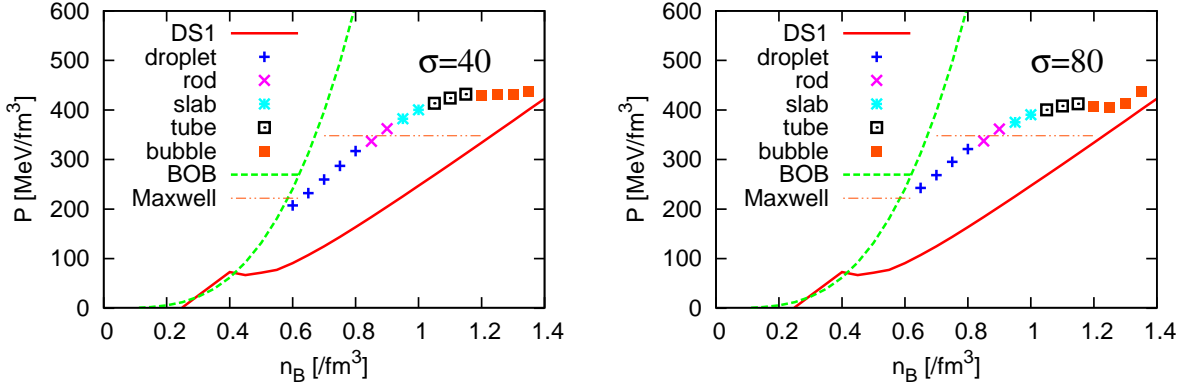 600
500
400
300
200
100
0
P [MeV/fm³]
DS1
droplet
rod
slab
tube
bubble
BOB
Maxwell
σ=40
0 0.2 0.4 0.6 0.8 1 1.2 1.4
n_B [/fm³]
600
500
400
300
200
100
0
P [MeV/fm³]
DS1
droplet
rod
slab
tube
bubble
BOB
Maxwell
σ=80
0 0.2 0.4 0.6 0.8 1 1.2 1.4
n_B [/fm³]